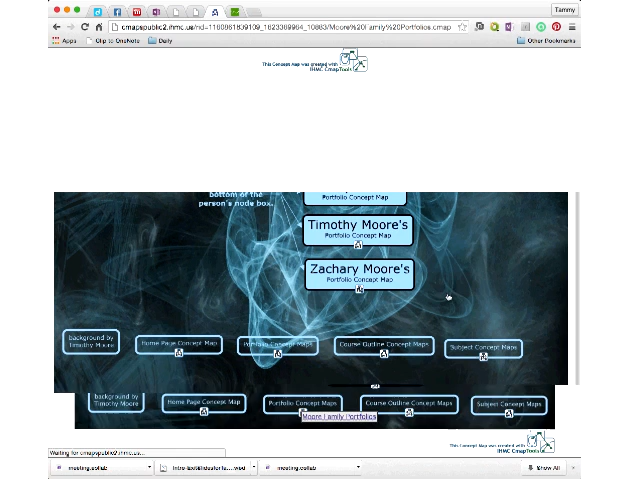 Tammy
cmapspublic2.ihmc.us/rid=1180861839109_1623389964_10883/Moore%20Family%20Portfolios.cmap
Apps
Clip to OneNote
Daily
Other Bookmarks
This Concept Map was created with
IHMC CmapTools
bottom of the
person's node box.
Portfolio Concept Map
Timothy Moore's
Portfolio Concept Map
Zachary Moore's
Portfolio Concept Map
background by
Timothy Moore
Home Page Concept Map
Portfolio Concept Maps
Course Outline Concept Maps
Subject Concept Maps
background by
Timothy Moore
Home Page Concept Map
Portfolio Concept Maps
Course Outline Concept Maps
Subject Concept Maps
Moore Family Portfolios
This Concept Map was created with
IHMC CmapTools
Waiting for cmapspublic2.ihmc.us...
meeting.collab
meeting.collab
Show All